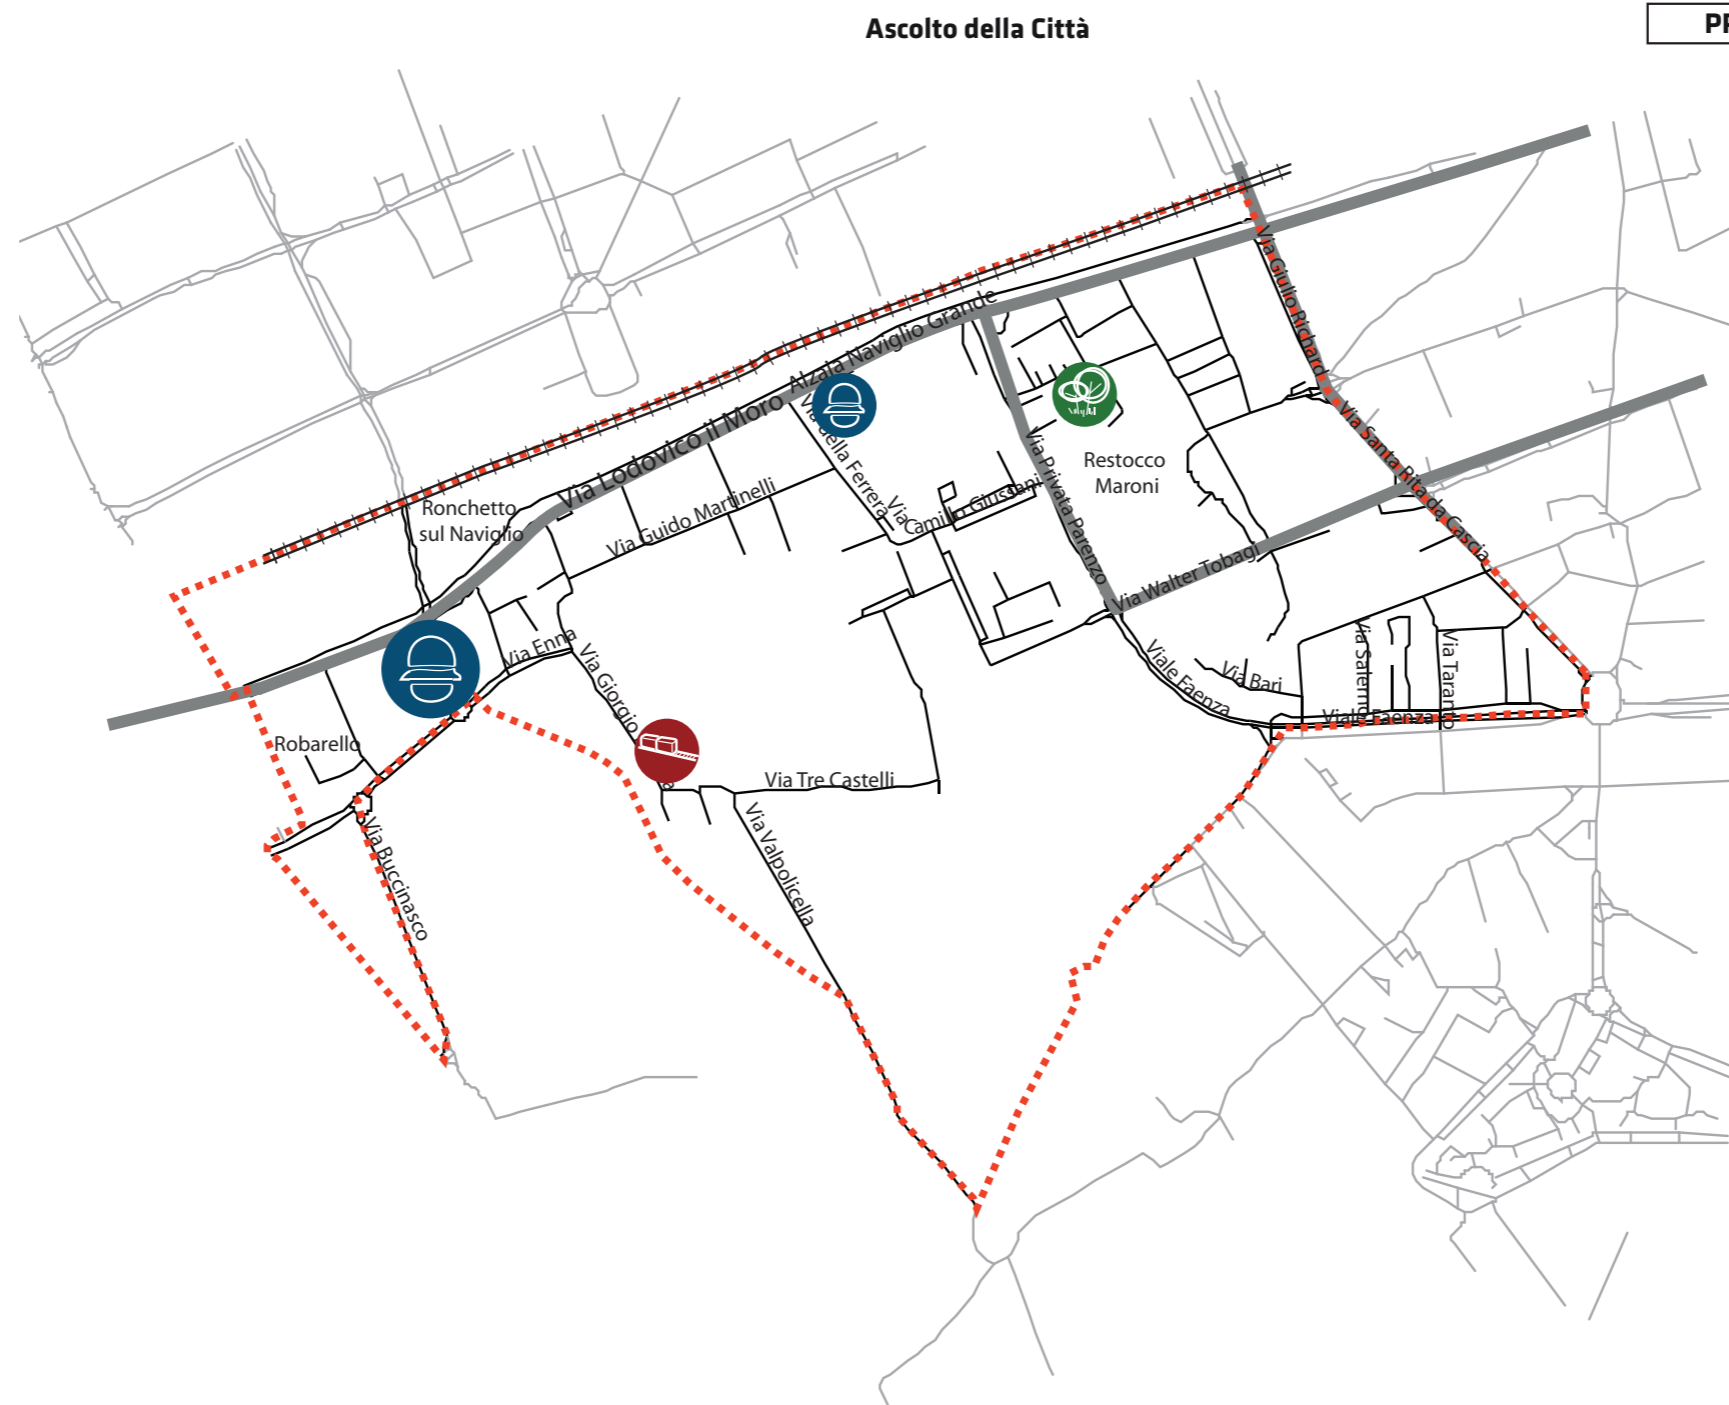 Ascolto della Città
PR
Via Giulio Richard
Alzaia Naviglio Grande
Via Lodovico il Moro
Via della Ferrera
Via Santa Rita da Cascia
Via Privata Parenzo
Restocco
Maroni
Via Camillo Giussani
Via Guido Martinelli
Ronchetto
sul Naviglio
Via Walter Tobagi
Via Enna
Via Giorgio
Viale Faenza
Via Bari
Via Salerno
Via Taranto
Viale Faenza
Robarello
Via Tre Castelli
Via Valpolicella
Via Buccinasco